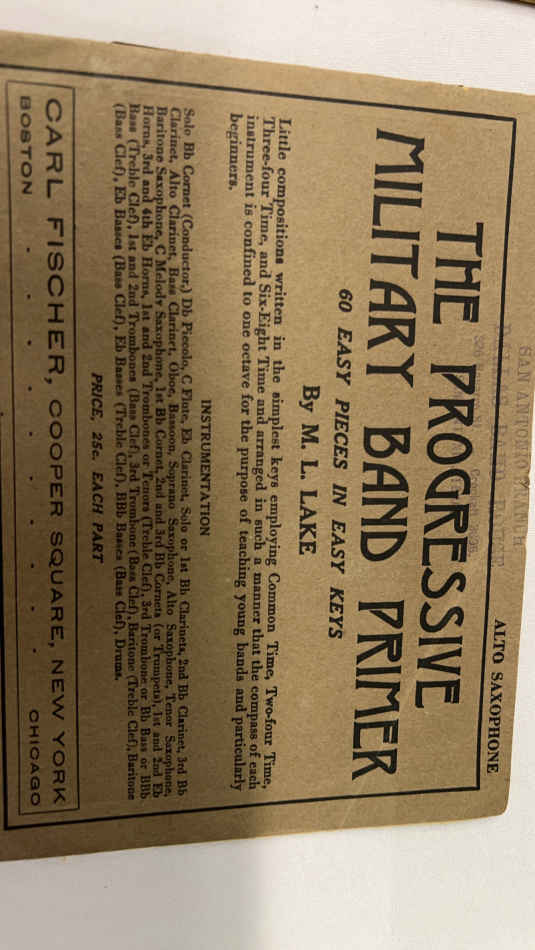 SAN ANTONIO BRANCH
ALTO SAXOPHONE
THE PROGRESSIVE
MILITARY BAND PRIMER
60 EASY PIECES IN EASY KEYS
By M. L. LAKE
Little compositions written in the simplest keys employing Common Time, Two-four Time,
Three-four Time, and Six-Eight Time and arranged in such a manner that the compass of each
instrument is confined to one octave for the purpose of teaching young bands and particularly
beginners.
INSTRUMENTATION
Solo Bb Cornet (Conductor,) Db Piccolo, C Flute, Eb Clarinet, Solo or 1st Bb Clarinets, 2nd Bb Clarinet, 3rd Bb
Clarinet, Alto Clarinet, Bass Clarinet, Oboe, Bassoon, Soprano Saxophone, Alto Saxophone, Tenor Saxophone,
Baritone Saxophone, C Melody Saxophone, 1st Bb Cornet, 2nd and 3rd Bb Cornets (or Trumpets), 1st and 2nd Eb
Horns, 3rd and 4th Eb Horns, 1st and 2nd Trombones or Tenors (Treble Clef), 3rd Trombone or Bb Bass or BBb
Bass (Treble Clef), 1st and 2nd Trombones (Bass Clef), 3rd Trombone (Bass Clef), Baritone (Treble Clef), Baritone
(Bass Clef), Eb Basses (Bass Clef), Eb Basses (Treble Clef), BBb Basses (Bass Clef), Drums.
PRICE, 25c. EACH PART
CARL FISCHER, COOPER SQUARE, NEW YORK
BOSTON . . . . . . . . . CHICAGO